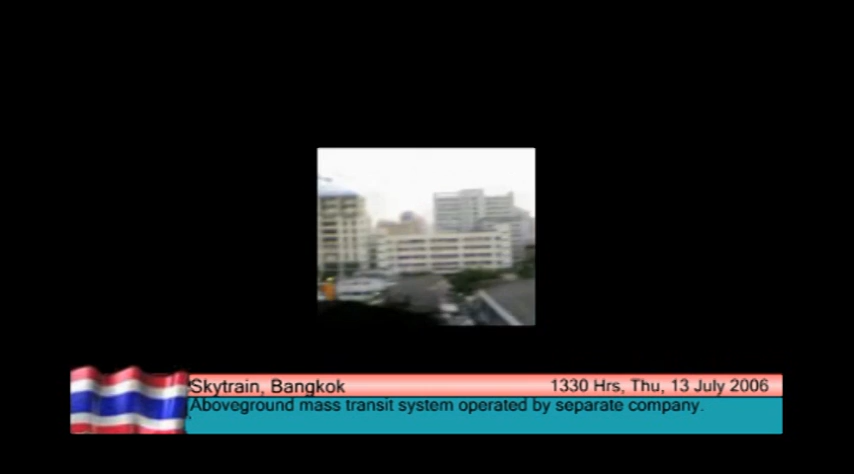 Skytrain, Bangkok 1330 Hrs, Thu, 13 July 2006
Aboveground mass transit system operated by separate company.